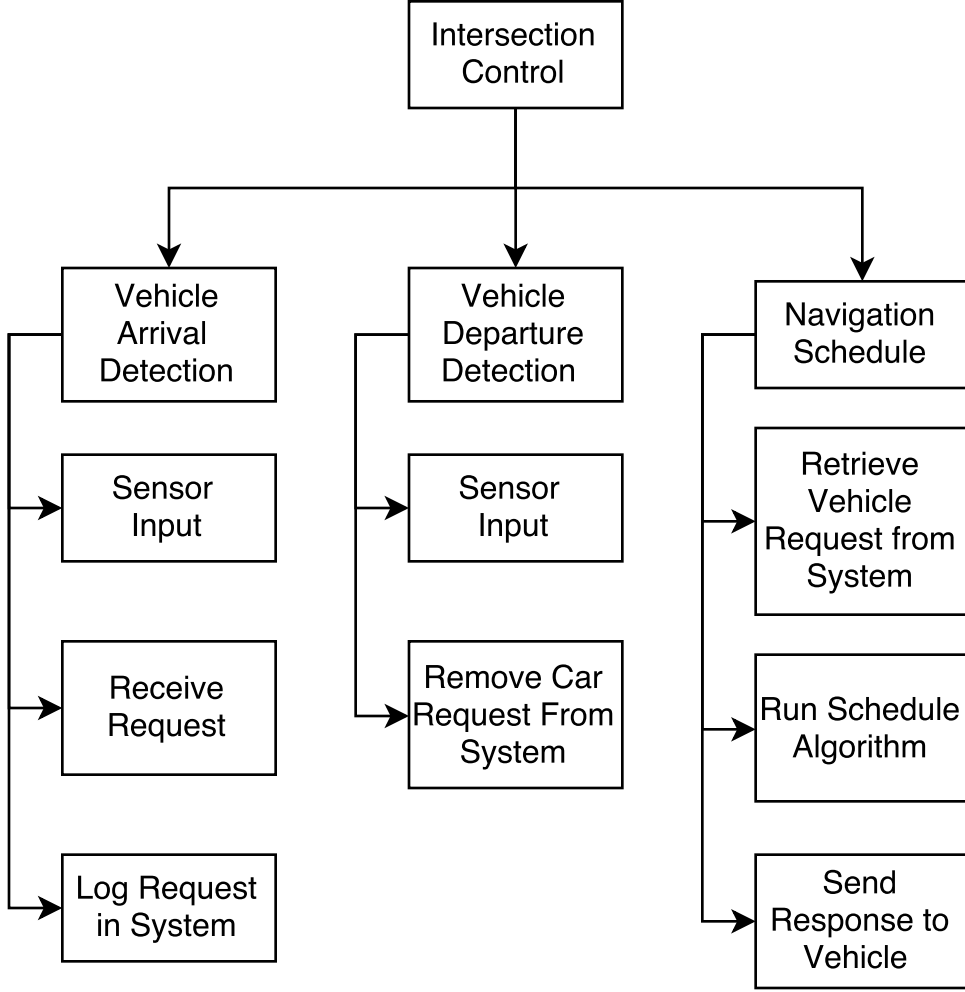 Intersection
Control
Vehicle
Arrival
Detection
Sensor
Input
Receive
Request
Log Request
in System
Vehicle
Departure
Detection
Sensor
Input
Remove Car
Request From
System
Navigation
Schedule
Retrieve
Vehicle
Request from
System
Run Schedule
Algorithm
Send
Response to
Vehicle